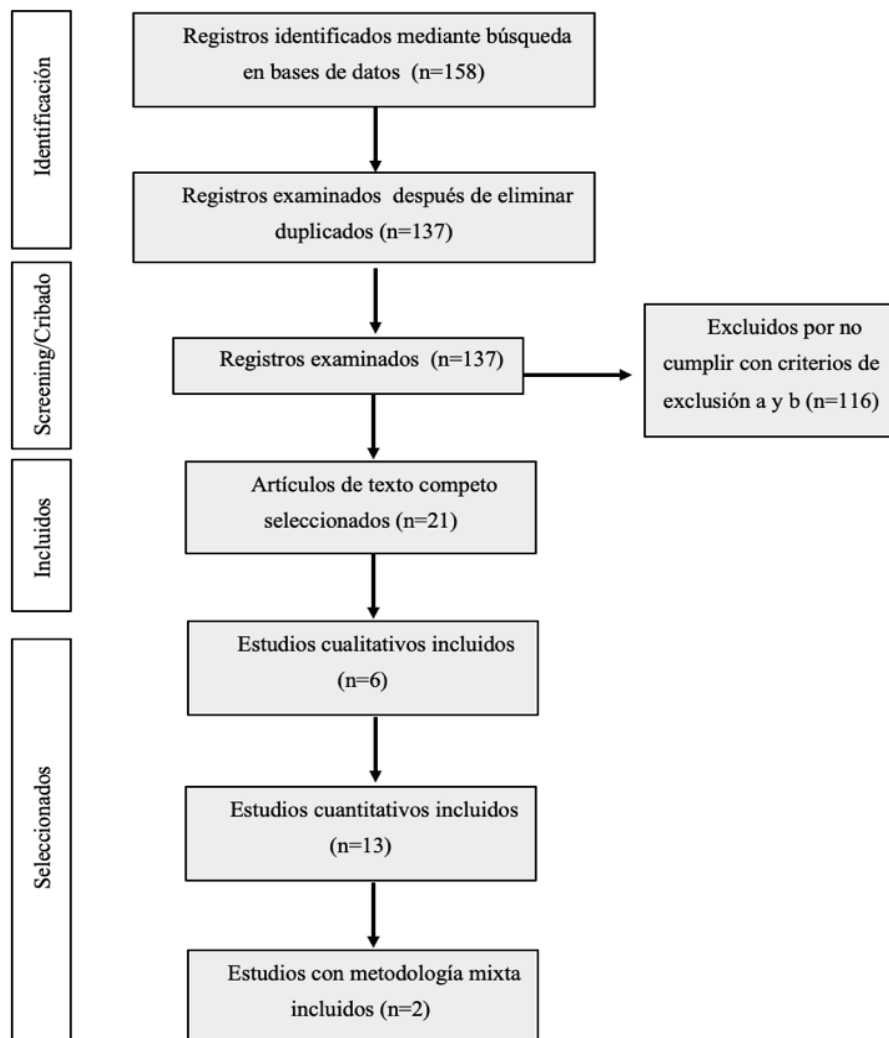 Identificación
Registros identificados mediante búsqueda
en bases de datos (n=158)
Registros examinados después de eliminar
duplicados (n=137)
Screening/Cribado
Registros examinados (n=137)
Excluidos por no
cumplir con criterios de
exclusión a y b (n=116)
Incluidos
Artículos de texto competo
seleccionados (n=21)
Seleccionados
Estudios cualitativos incluidos
(n=6)
Estudios cuantitativos incluidos
(n=13)
Estudios con metodología mixta
incluidos (n=2)